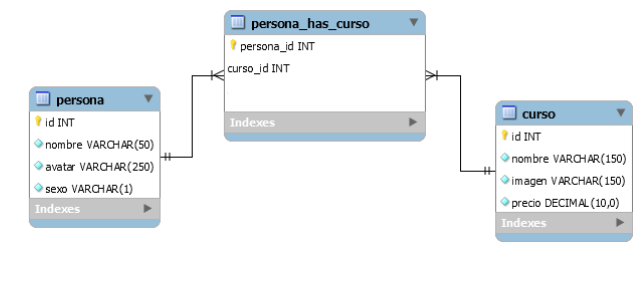 persona_has_curso
persona_id INT
curso_id INT
Indexes
persona
id INT
nombre VARCHAR(50)
avatar VARCHAR(250)
sexo VARCHAR(1)
Indexes
curso
id INT
nombre VARCHAR(150)
imagen VARCHAR(150)
precio DECIMAL(10,0)
Indexes